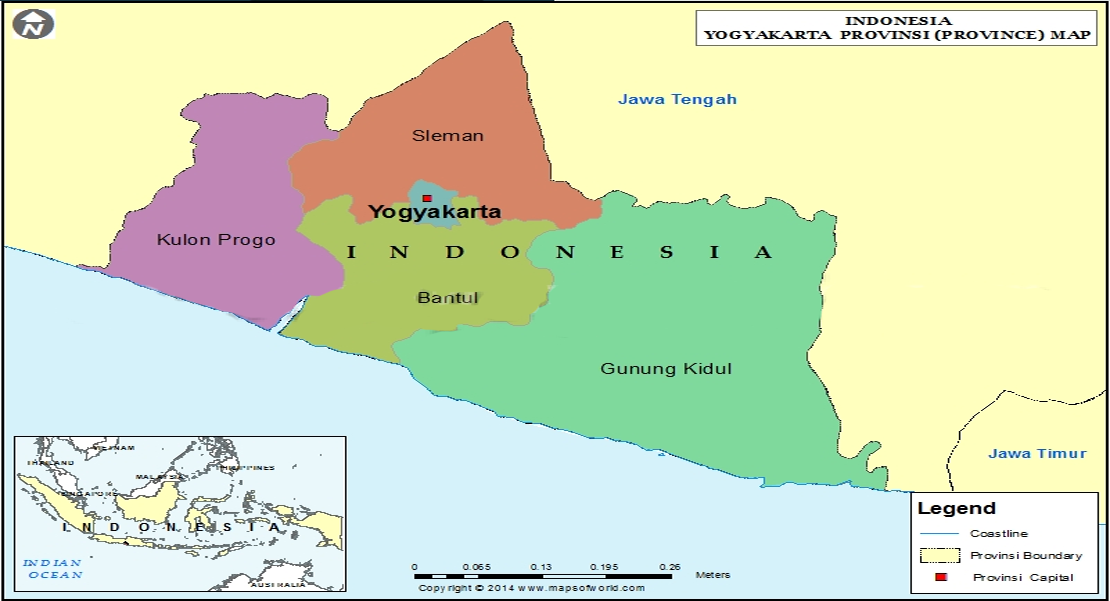 N
INDONESIA
YOGYAKARTA PROVINSI (PROVINCE) MAP
Jawa Tengah
Sleman
Yogyakarta
Kulon Progo
I N D O N E S I A
Bantul
Gunung Kidul
Jawa Timur
VIETNAM
THAILAND
PHILIPPINES
MALAYSIA
SINGAPORE
I N D O N E S I A
INDIAN
OCEAN
AUSTRALIA
0 0.065 0.13 0.195 0.26
Meters
Copyright © 2014 www.mapsofworld.com
Legend
Coastline
Provinsi Boundary
Provinsi Capital